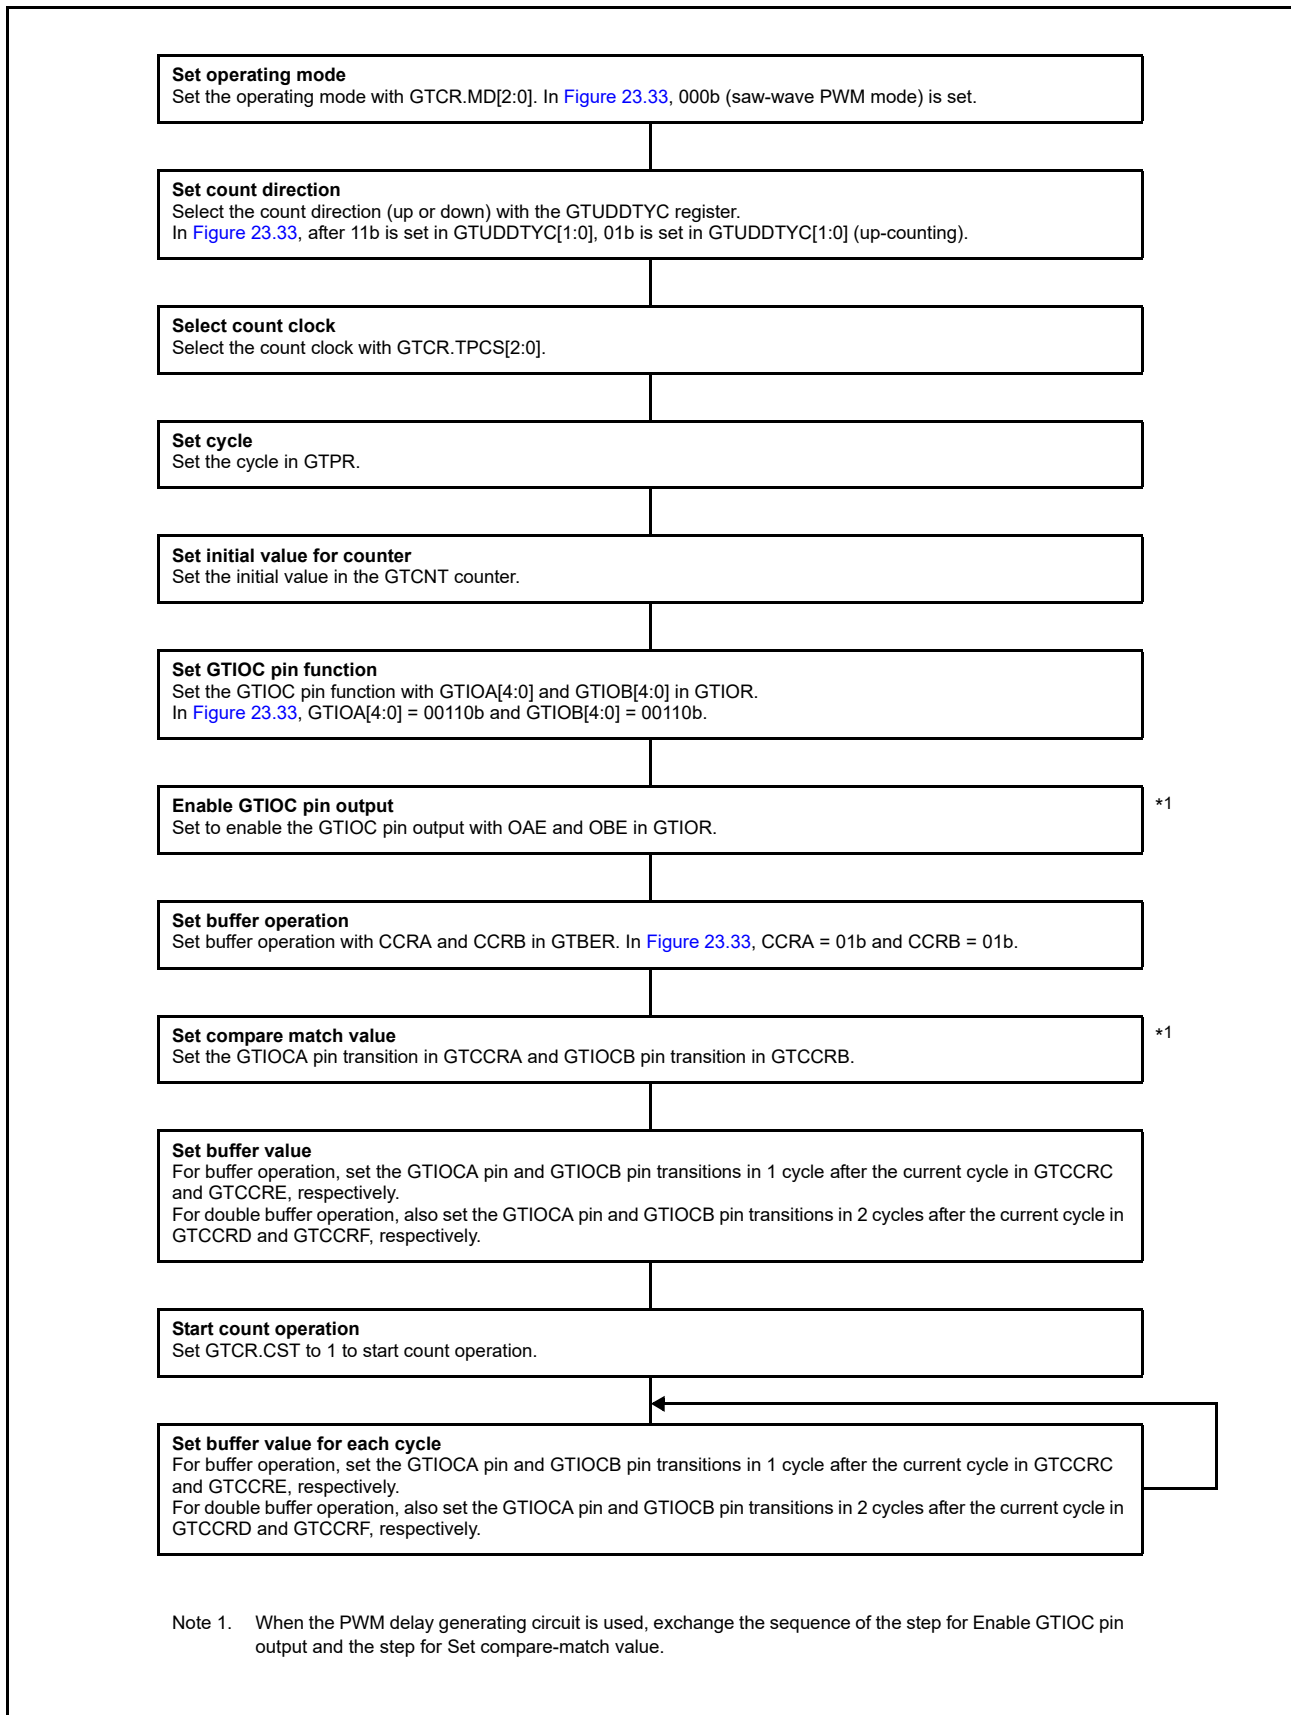 Set operating mode
Set the operating mode with GTCR.MD[2:0]. In Figure 23.33, 000b (saw-wave PWM mode) is set.
Set count direction
Select the count direction (up or down) with the GTUDDTYC register.
In Figure 23.33, after 11b is set in GTUDDTYC[1:0], 01b is set in GTUDDTYC[1:0] (up-counting).
Select count clock
Select the count clock with GTCR.TPCS[2:0].
Set cycle
Set the cycle in GTPR.
Set initial value for counter
Set the initial value in the GTCNT counter.
Set GTIOC pin function
Set the GTIOC pin function with GTIOA[4:0] and GTIOB[4:0] in GTIOR.
In Figure 23.33, GTIOA[4:0] = 00110b and GTIOB[4:0] = 00110b.
Enable GTIOC pin output
*1
Set to enable the GTIOC pin output with OAE and OBE in GTIOR.
Set buffer operation
Set buffer operation with CCRA and CCRB in GTBER. In Figure 23.33, CCRA = 01b and CCRB = 01b.
Set compare match value
*1
Set the GTIOCA pin transition in GTCCRA and GTIOCB pin transition in GTCCRB.
Set buffer value
For buffer operation, set the GTIOCA pin and GTIOCB pin transitions in 1 cycle after the current cycle in GTCCRC
and GTCCRE, respectively.
For double buffer operation, also set the GTIOCA pin and GTIOCB pin transitions in 2 cycles after the current cycle in
GTCCRD and GTCCRF, respectively.
Start count operation
Set GTCR.CST to 1 to start count operation.
Set buffer value for each cycle
For buffer operation, set the GTIOCA pin and GTIOCB pin transitions in 1 cycle after the current cycle in GTCCRC
and GTCCRE, respectively.
For double buffer operation, also set the GTIOCA pin and GTIOCB pin transitions in 2 cycles after the current cycle in
GTCCRD and GTCCRF, respectively.
Note 1. When the PWM delay generating circuit is used, exchange the sequence of the step for Enable GTIOC pin
output and the step for Set compare-match value.